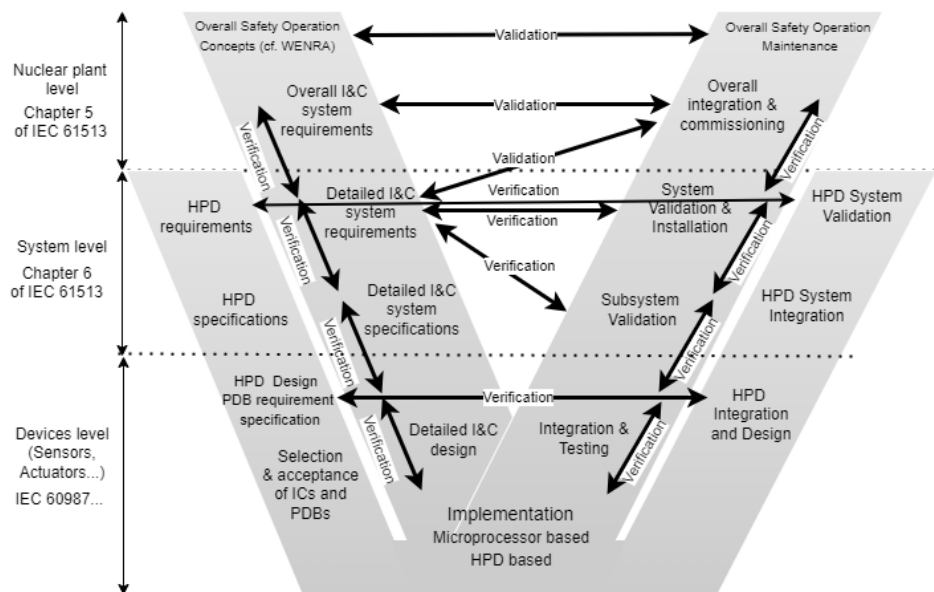 Overall Safety Operation
Concepts (cf. WENRA)
Validation
Overall Safety Operation
Maintenance
Nuclear plant
level
Chapter 5
of IEC 61513
Overall I&C
system
requirements
Validation
Overall
integration &
commissioning
Verification
Validation
Verification
System level
Chapter 6
of IEC 61513
HPD
requirements
Detailed I&C
system
requirements
Verification
Verification
System
Validation &
Installation
HPD System
Validation
Verification
Verification
Verification
HPD
specifications
Detailed I&C
system
specifications
Subsystem
Validation
HPD System
Integration
Verification
Verification
Devices level
(Sensors,
Actuators...)
IEC 60987...
HPD Design
PDB requirement
specification
Verification
HPD
Integration
and Design
Detailed I&C
design
Integration &
Testing
Verification
Verification
Selection
& acceptance
of ICs and
PDBs
Implementation
Microprocessor based
HPD based